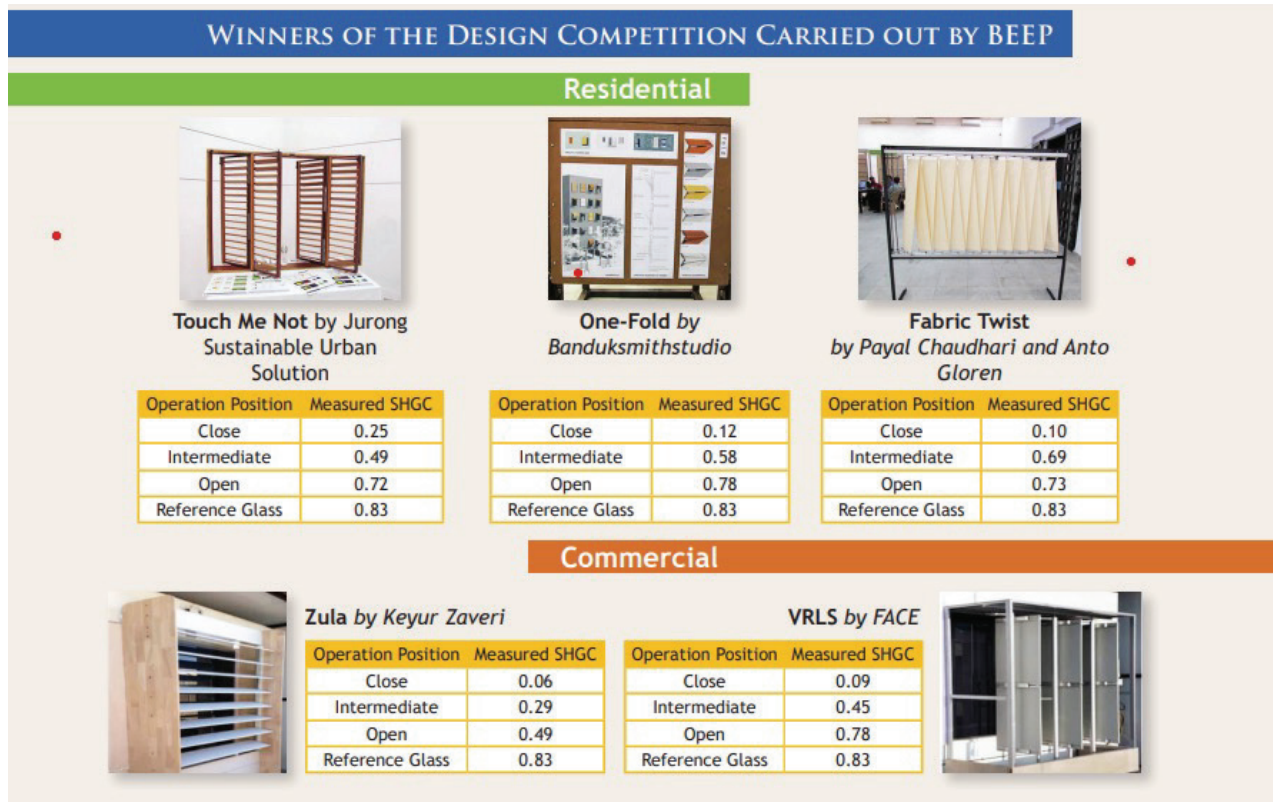 WINNERS OF THE DESIGN COMPETITION CARRIED OUT BY BEEP
Residential
Touch Me Not by Jurong
Sustainable Urban
Solution
Operation Position Measured SHGC
Close 0.25
Intermediate 0.49
Open 0.72
Reference Glass 0.83
One-Fold by
Banduksmithstudio
Operation Position Measured SHGC
Close 0.12
Intermediate 0.58
Open 0.78
Reference Glass 0.83
Fabric Twist
by Payal Chaudhari and Anto
Gloren
Operation Position Measured SHGC
Close 0.10
Intermediate 0.69
Open 0.73
Reference Glass 0.83
Commercial
Zula by Keyur Zaveri
Operation Position Measured SHGC
Close 0.06
Intermediate 0.29
Open 0.49
Reference Glass 0.83
VRLS by FACE
Operation Position Measured SHGC
Close 0.09
Intermediate 0.45
Open 0.78
Reference Glass 0.83